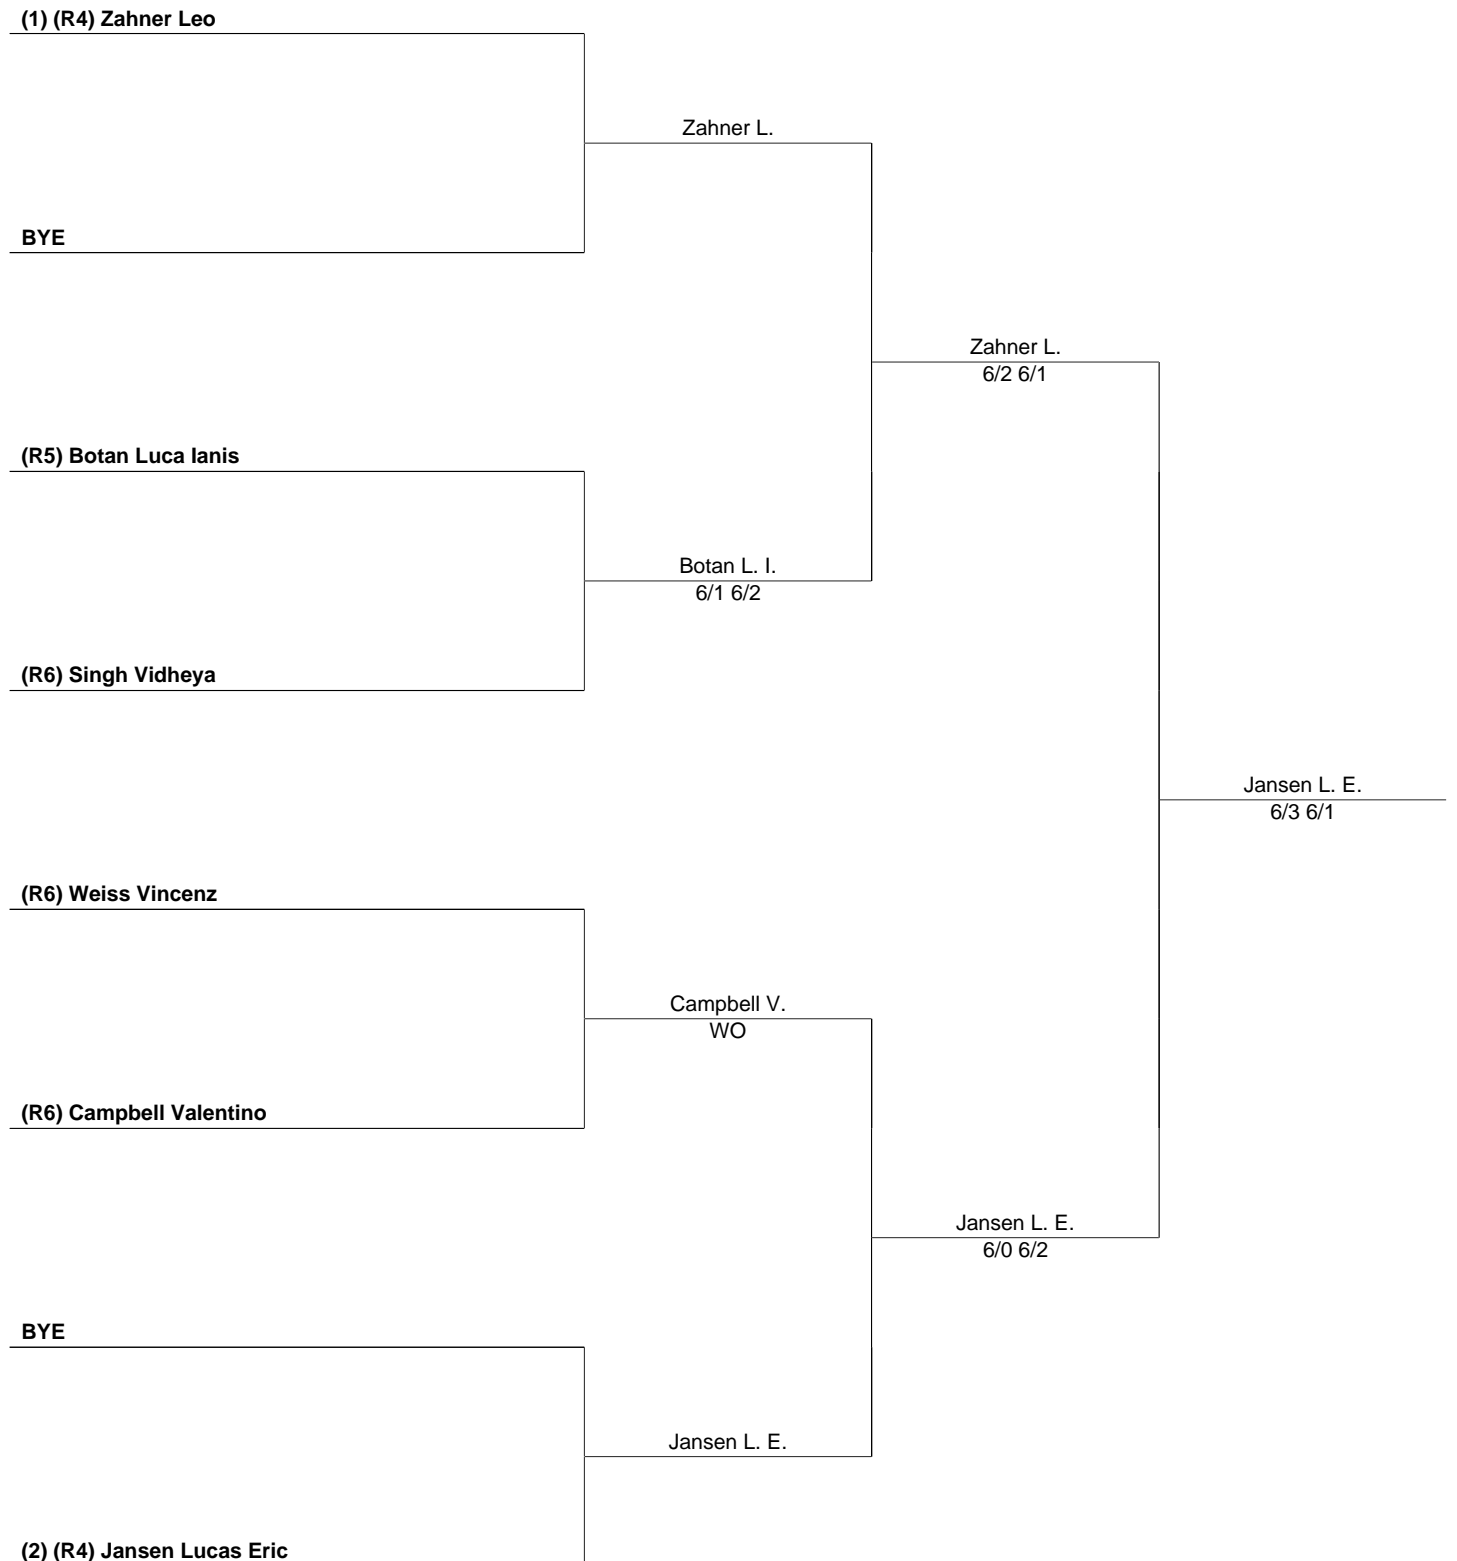 (1) (R4) Zahner Leo
Zahner L.
BYE
Zahner L.
6/2 6/1
(R5) Botan Luca Ianis
Botan L. I.
6/1 6/2
(R6) Singh Vidheya
Jansen L. E.
6/3 6/1
(R6) Weiss Vincenz
Campbell V.
WO
(R6) Campbell Valentino
Jansen L. E.
6/0 6/2
BYE
Jansen L. E.
(2) (R4) Jansen Lucas Eric